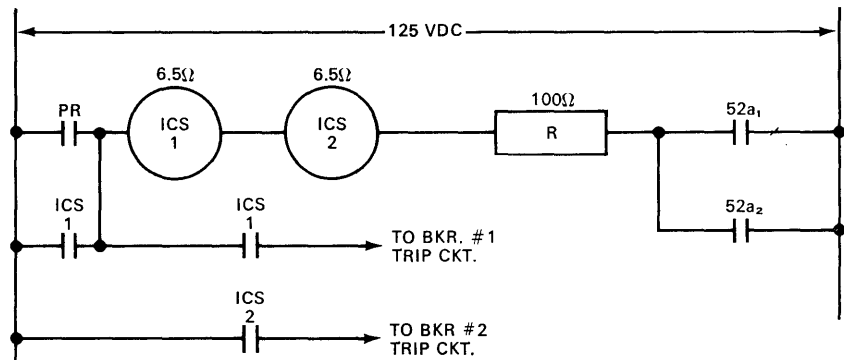 125 VDC
6.5Ω
6.5Ω
PR
ICS
1
ICS
2
100Ω
R
52a₁
52a₂
ICS
1
ICS
1
TO BKR. #1
TRIP CKT.
ICS
2
TO BKR #2
TRIP CKT.